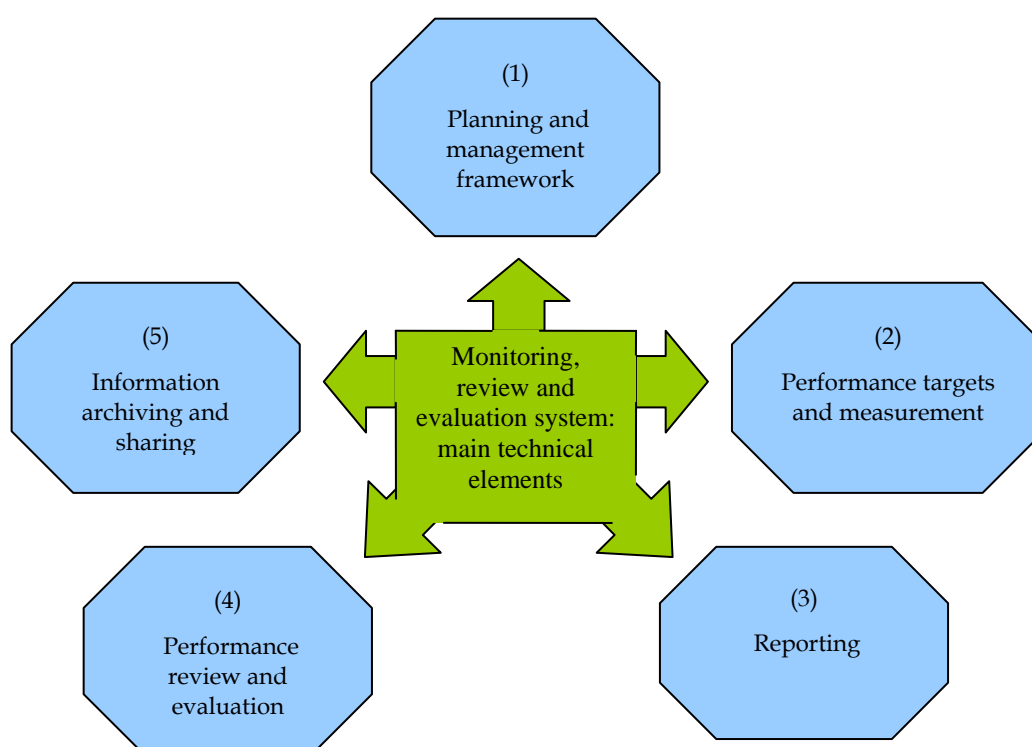 (1)
Planning and
management
framework
(5)
Information
archiving and
sharing
Monitoring,
review and
evaluation system:
main technical
elements
(2)
Performance targets
and measurement
(4)
Performance
review and
evaluation
(3)
Reporting